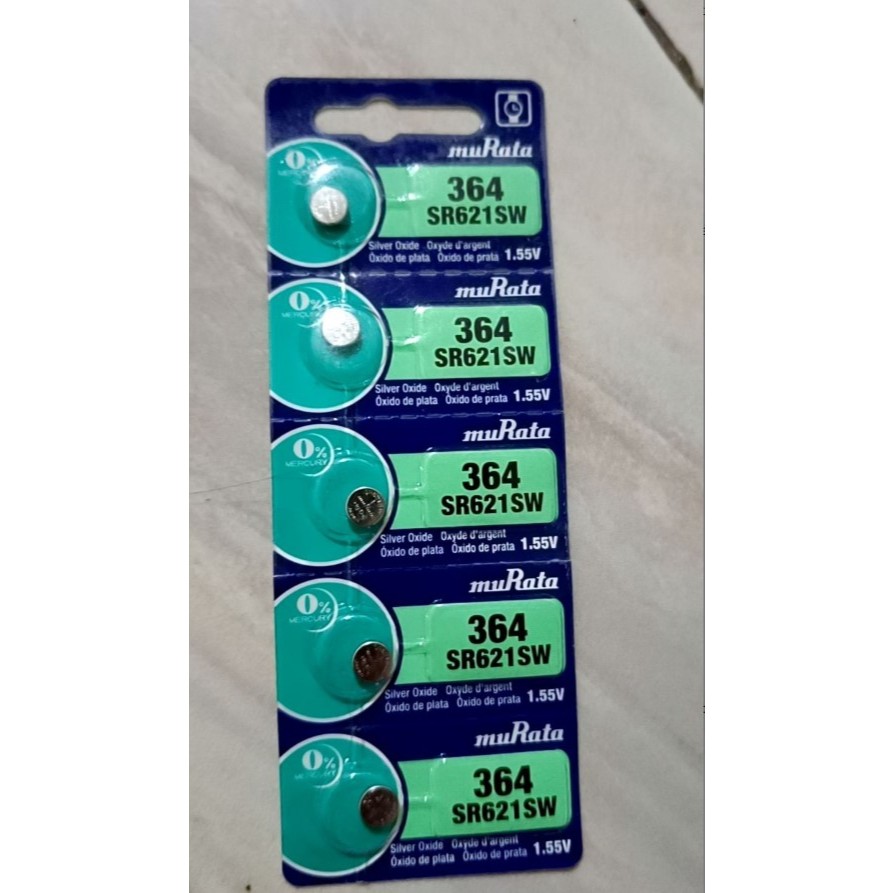 muRata
0%
MERCURY
364
SR621SW
Silver Oxide Oxyde d'argent
Óxido de plata Óxido de prata 1.55V
muRata
0%
MERCURY
364
SR621SW
Silver Oxide Oxyde d'argent
Óxido de plata Óxido de prata 1.55V
muRata
0%
MERCURY
364
SR621SW
Silver Oxide Oxyde d'argent
Óxido de plata Óxido de prata 1.55V
muRata
0%
MERCURY
364
SR621SW
Silver Oxide Oxyde d'argent
Óxido de plata Óxido de prata 1.55V
muRata
0%
MERCURY
364
SR621SW
Silver Oxide Oxyde d'argent
Óxido de plata Óxido de prata 1.55V